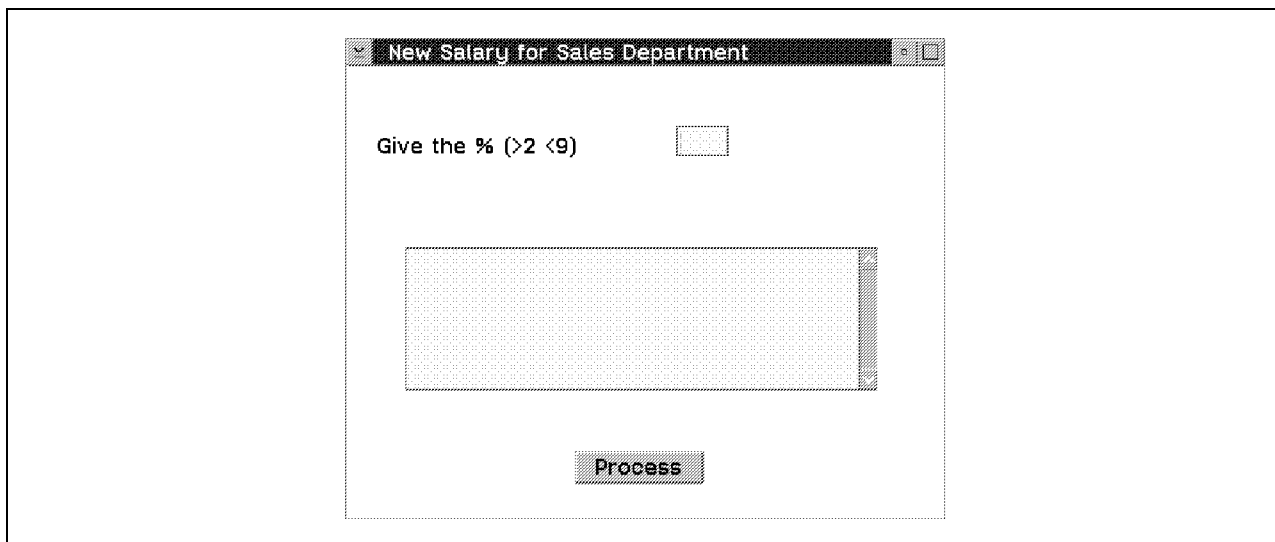 New Salary for Sales Department
Give the % (>2 <9)
Process